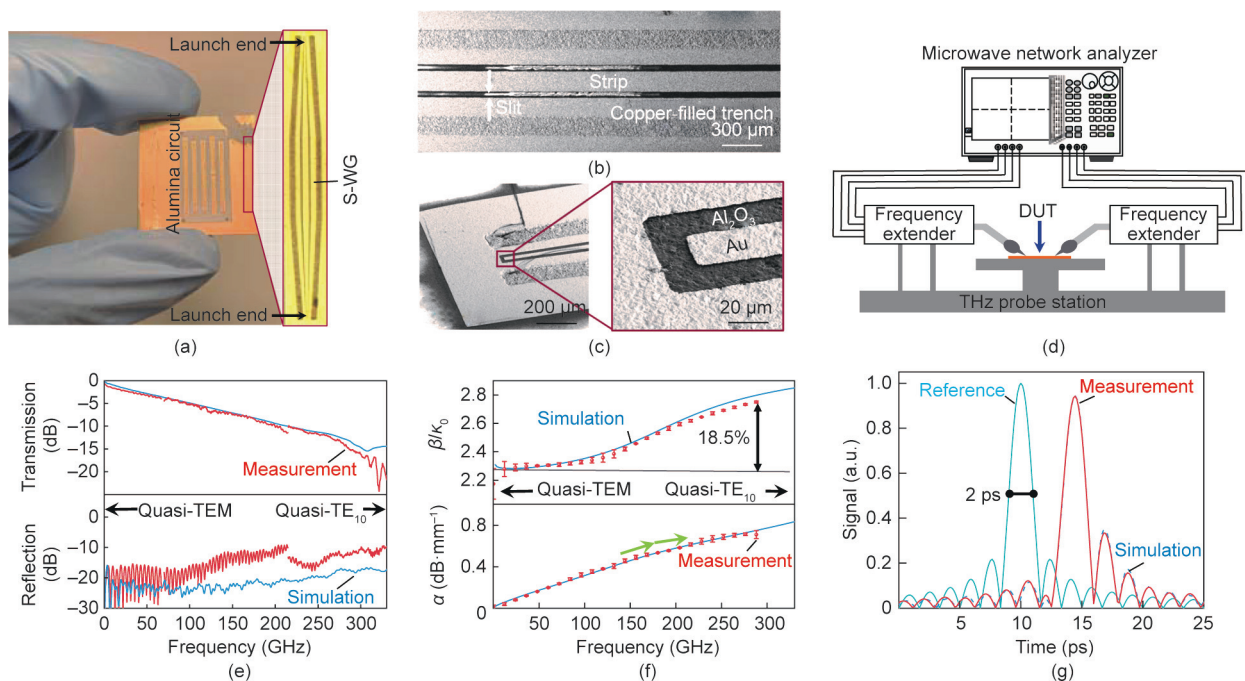 Launch end
Alumina circuit
S-WG
Launch end
(a)
Strip
Slit
Copper-filled trench
300 μm
(b)
200 μm
Al2O3
Au
20 μm
(c)
Microwave network analyzer
Frequency
extender
DUT
Frequency
extender
THz probe station
(d)
Transmission
(dB)
0
–5
–10
–15
–20
Measurement
Quasi-TEM
Quasi-TE10
Reflection
(dB)
0
–10
–20
–30
Simulation
0 50 100 150 200 250 300
Frequency (GHz)
(e)
β/κ0
2.8
2.6
2.4
2.2
Simulation
18.5%
Quasi-TEM
Quasi-TE10
α (dB·mm−1)
0.8
0.4
0
Measurement
0 50 100 150 200 250 300
Frequency (GHz)
(f)
Signal (a.u.)
1.0
0.8
0.6
0.4
0.2
0
Reference
Measurement
2 ps
Simulation
5 10 15 20 25
Time (ps)
(g)